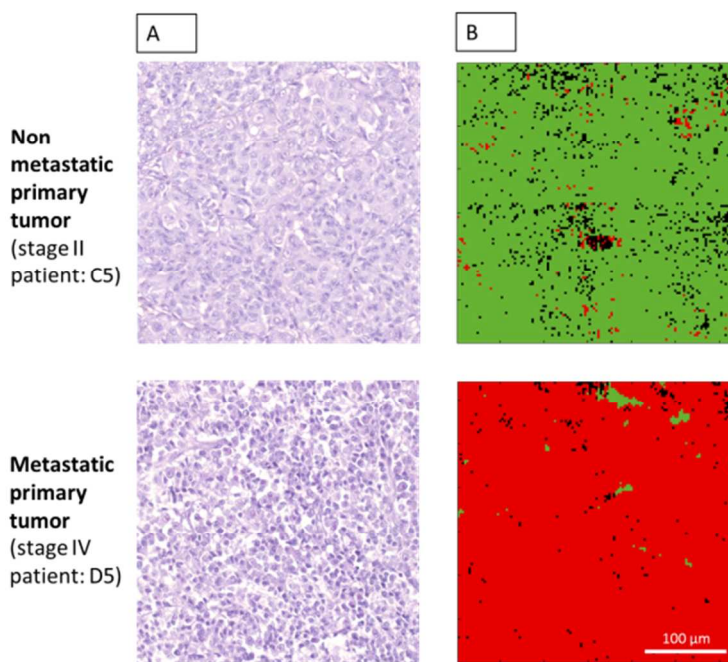 A
B
Non
metastatic
primary
tumor
(stage II
patient: C5)
Metastatic
primary
tumor
(stage IV
patient: D5)
100 µm